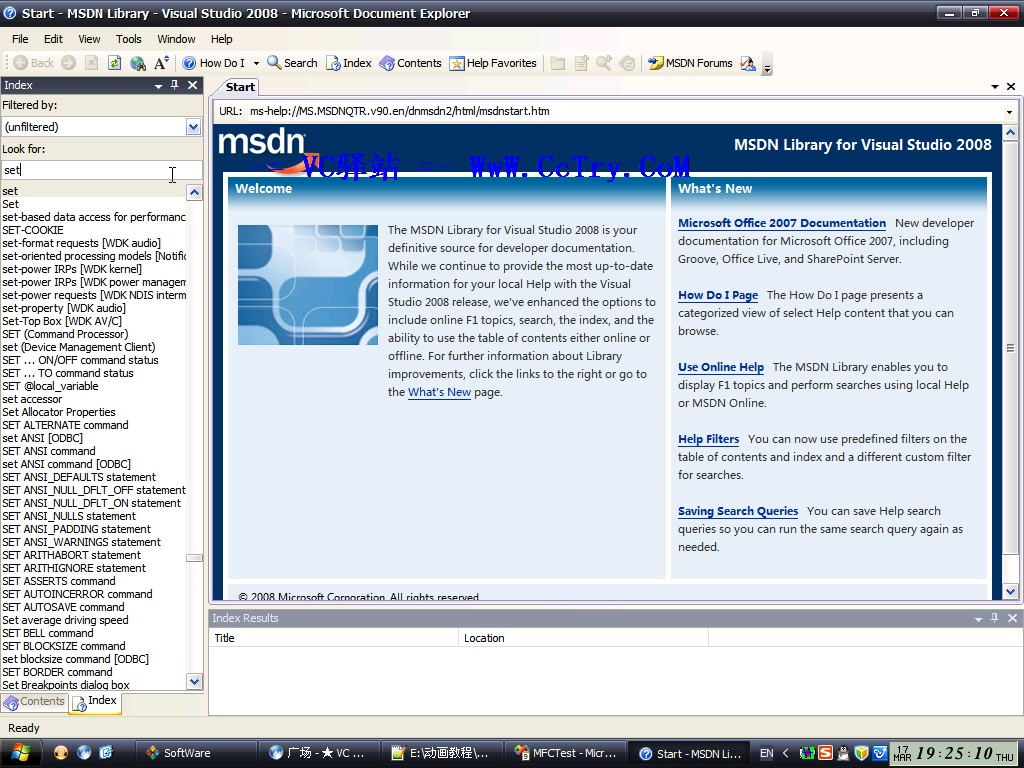 Start - MSDN Library - Visual Studio 2008 - Microsoft Document Explorer
File Edit View Tools Window Help
Back How Do I Search Index Contents Help Favorites MSDN Forums
Index
Filtered by:
(unfiltered)
Look for:
set
set
Set
set-based data access for performanc
SET-COOKIE
set-format requests [WDK audio]
set-oriented processing models [Notific
set-power IRPs [WDK kernel]
set-power IRPs [WDK power managem
set-power requests [WDK NDIS interm
set-property [WDK audio]
Set-Top Box [WDK AV/C]
SET (Command Processor)
set (Device Management Client)
SET ... ON/OFF command status
SET ... TO command status
SET @local_variable
set accessor
Set Allocator Properties
SET ALTERNATE command
set ANSI [ODBC]
SET ANSI command
set ANSI command [ODBC]
SET ANSI_DEFAULTS statement
SET ANSI_NULL_DFLT_OFF statement
SET ANSI_NULL_DFLT_ON statement
SET ANSI_NULLS statement
SET ANSI_PADDING statement
SET ANSI_WARNINGS statement
SET ARITHABORT statement
SET ARITHIGNORE statement
SET ASSERTS command
SET AUTOINCERROR command
SET AUTOSAVE command
Set average driving speed
SET BELL command
SET BLOCKSIZE command
set blocksize command [ODBC]
SET BORDER command
Set Breakpoints dialog box
Contents Index
Start
URL: ms-help://MS.MSDNQTR.v90.en/dnmsdn2/html/msdnstart.htm
msdn
MSDN Library for Visual Studio 2008
-- VC驿站 -- WwW.CcTry.CoM
Welcome
The MSDN Library for Visual Studio 2008 is your
definitive source for developer documentation.
While we continue to provide the most up-to-date
information for your local Help with the Visual
Studio 2008 release, we've enhanced the options to
include online F1 topics, search, the index, and the
ability to use the table of contents either online or
offline. For further information about Library
improvements, click the links to the right or go to
the What's New page.
What's New
Microsoft Office 2007 Documentation New developer
documentation for Microsoft Office 2007, including
Groove, Office Live, and SharePoint Server.
How Do I Page The How Do I page presents a
categorized view of select Help content that you can
browse.
Use Online Help The MSDN Library enables you to
display F1 topics and perform searches using local Help
or MSDN Online.
Help Filters You can now use predefined filters on the
table of contents and index and a different custom filter
for searches.
Saving Search Queries You can save Help search
queries so you can run the same search query again as
needed.
© 2008 Microsoft Corporation. All rights reserved.
Index Results
Title Location
Ready
SoftWare
广场 - ★ VC ...
E:\动画教程\...
MFCTest - Micr...
Start - MSDN Li...
EN
17 MAR 19:25:10 THU